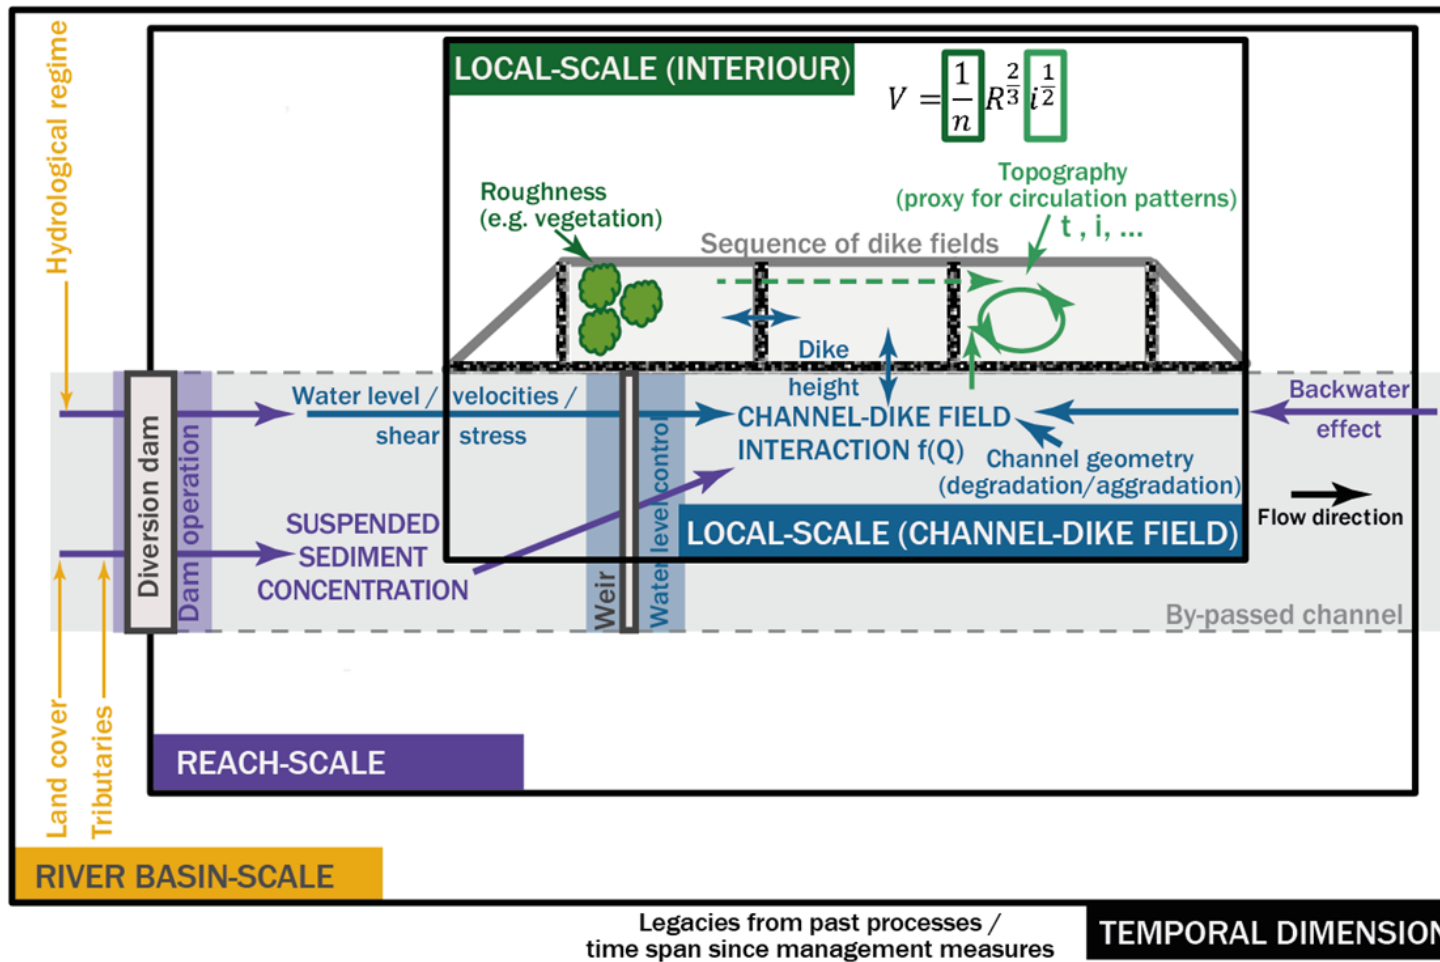 Hydrological regime
LOCAL-SCALE (INTERIOUR)
V = 1/n R^2/3 i^1/2
Roughness
(e.g. vegetation)
Topography
(proxy for circulation patterns)
t , i, ...
Sequence of dike fields
Dike
height
Water level / velocities /
shear stress
CHANNEL-DIKE FIELD
INTERACTION f(Q)
Backwater
effect
Channel geometry
(degradation/aggradation)
Flow direction
LOCAL-SCALE (CHANNEL-DIKE FIELD)
Diversion dam
Dam operation
SUSPENDED
SEDIMENT
CONCENTRATION
Weir
Water level control
By-passed channel
Land cover
Tributaries
REACH-SCALE
RIVER BASIN-SCALE
Legacies from past processes /
time span since management measures
TEMPORAL DIMENSION